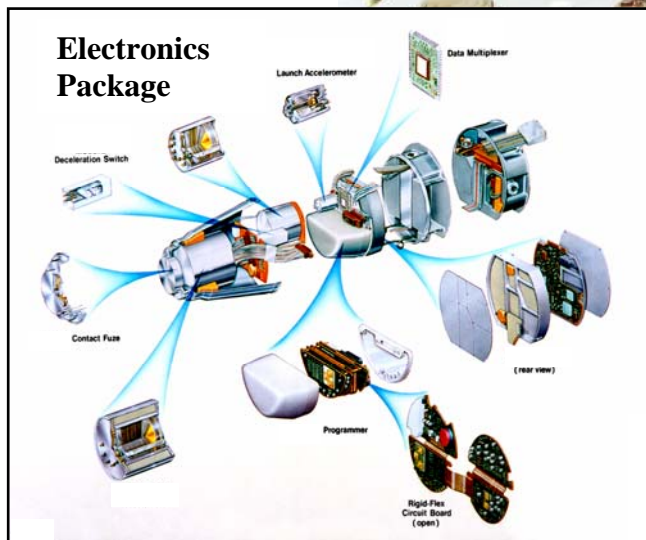 Electronics
Package
Data Multiplexer
Launch Accelerometer
Deceleration Switch
Contact Fuze
(rear view)
Programmer
Rigid-Flex
Circuit Board
(open)